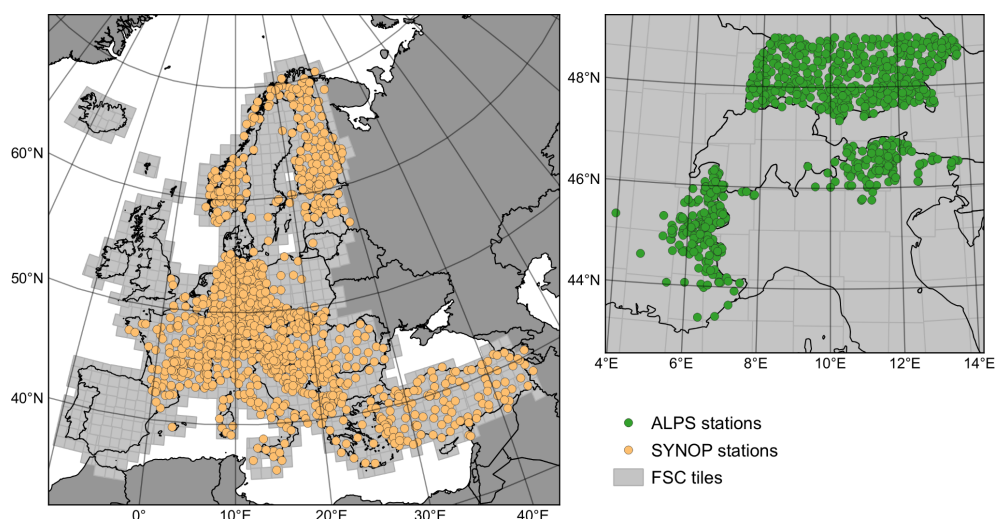 60°N
50°N
40°N
0°
10°E
20°E
30°E
40°E
48°N
46°N
44°N
4°E
6°E
8°E
10°E
12°E
14°E
ALPS stations
SYNOP stations
FSC tiles